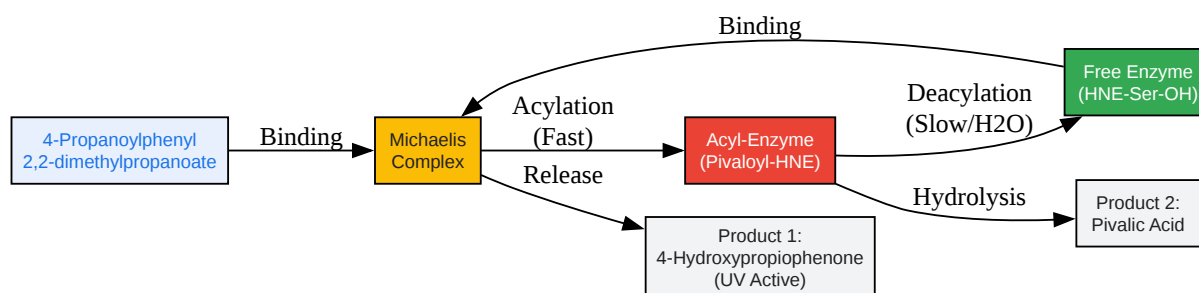 Binding
Free Enzyme
(HNE-Ser-OH)
4-Propanoylphenyl
2,2-dimethylpropanoate
Binding
Michaelis
Complex
Acylation
(Fast)
Release
Acyl-Enzyme
(Pivaloyl-HNE)
Deacylation
(Slow/H2O)
Hydrolysis
Product 2:
Pivalic Acid
Product 1:
4-Hydroxypropiophenone
(UV Active)